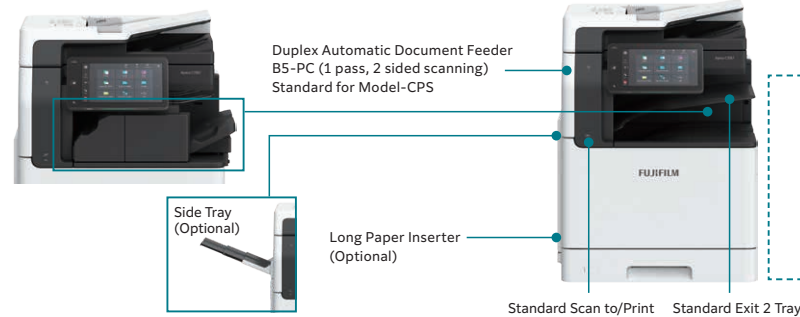 Duplex Automatic Document Feeder
B5-PC (1 pass, 2 sided scanning)
Standard for Model-CPS
FUJIFILM
Side Tray
(Optional)
Long Paper Inserter
(Optional)
Standard Scan to/Print
Standard Exit 2 Tray